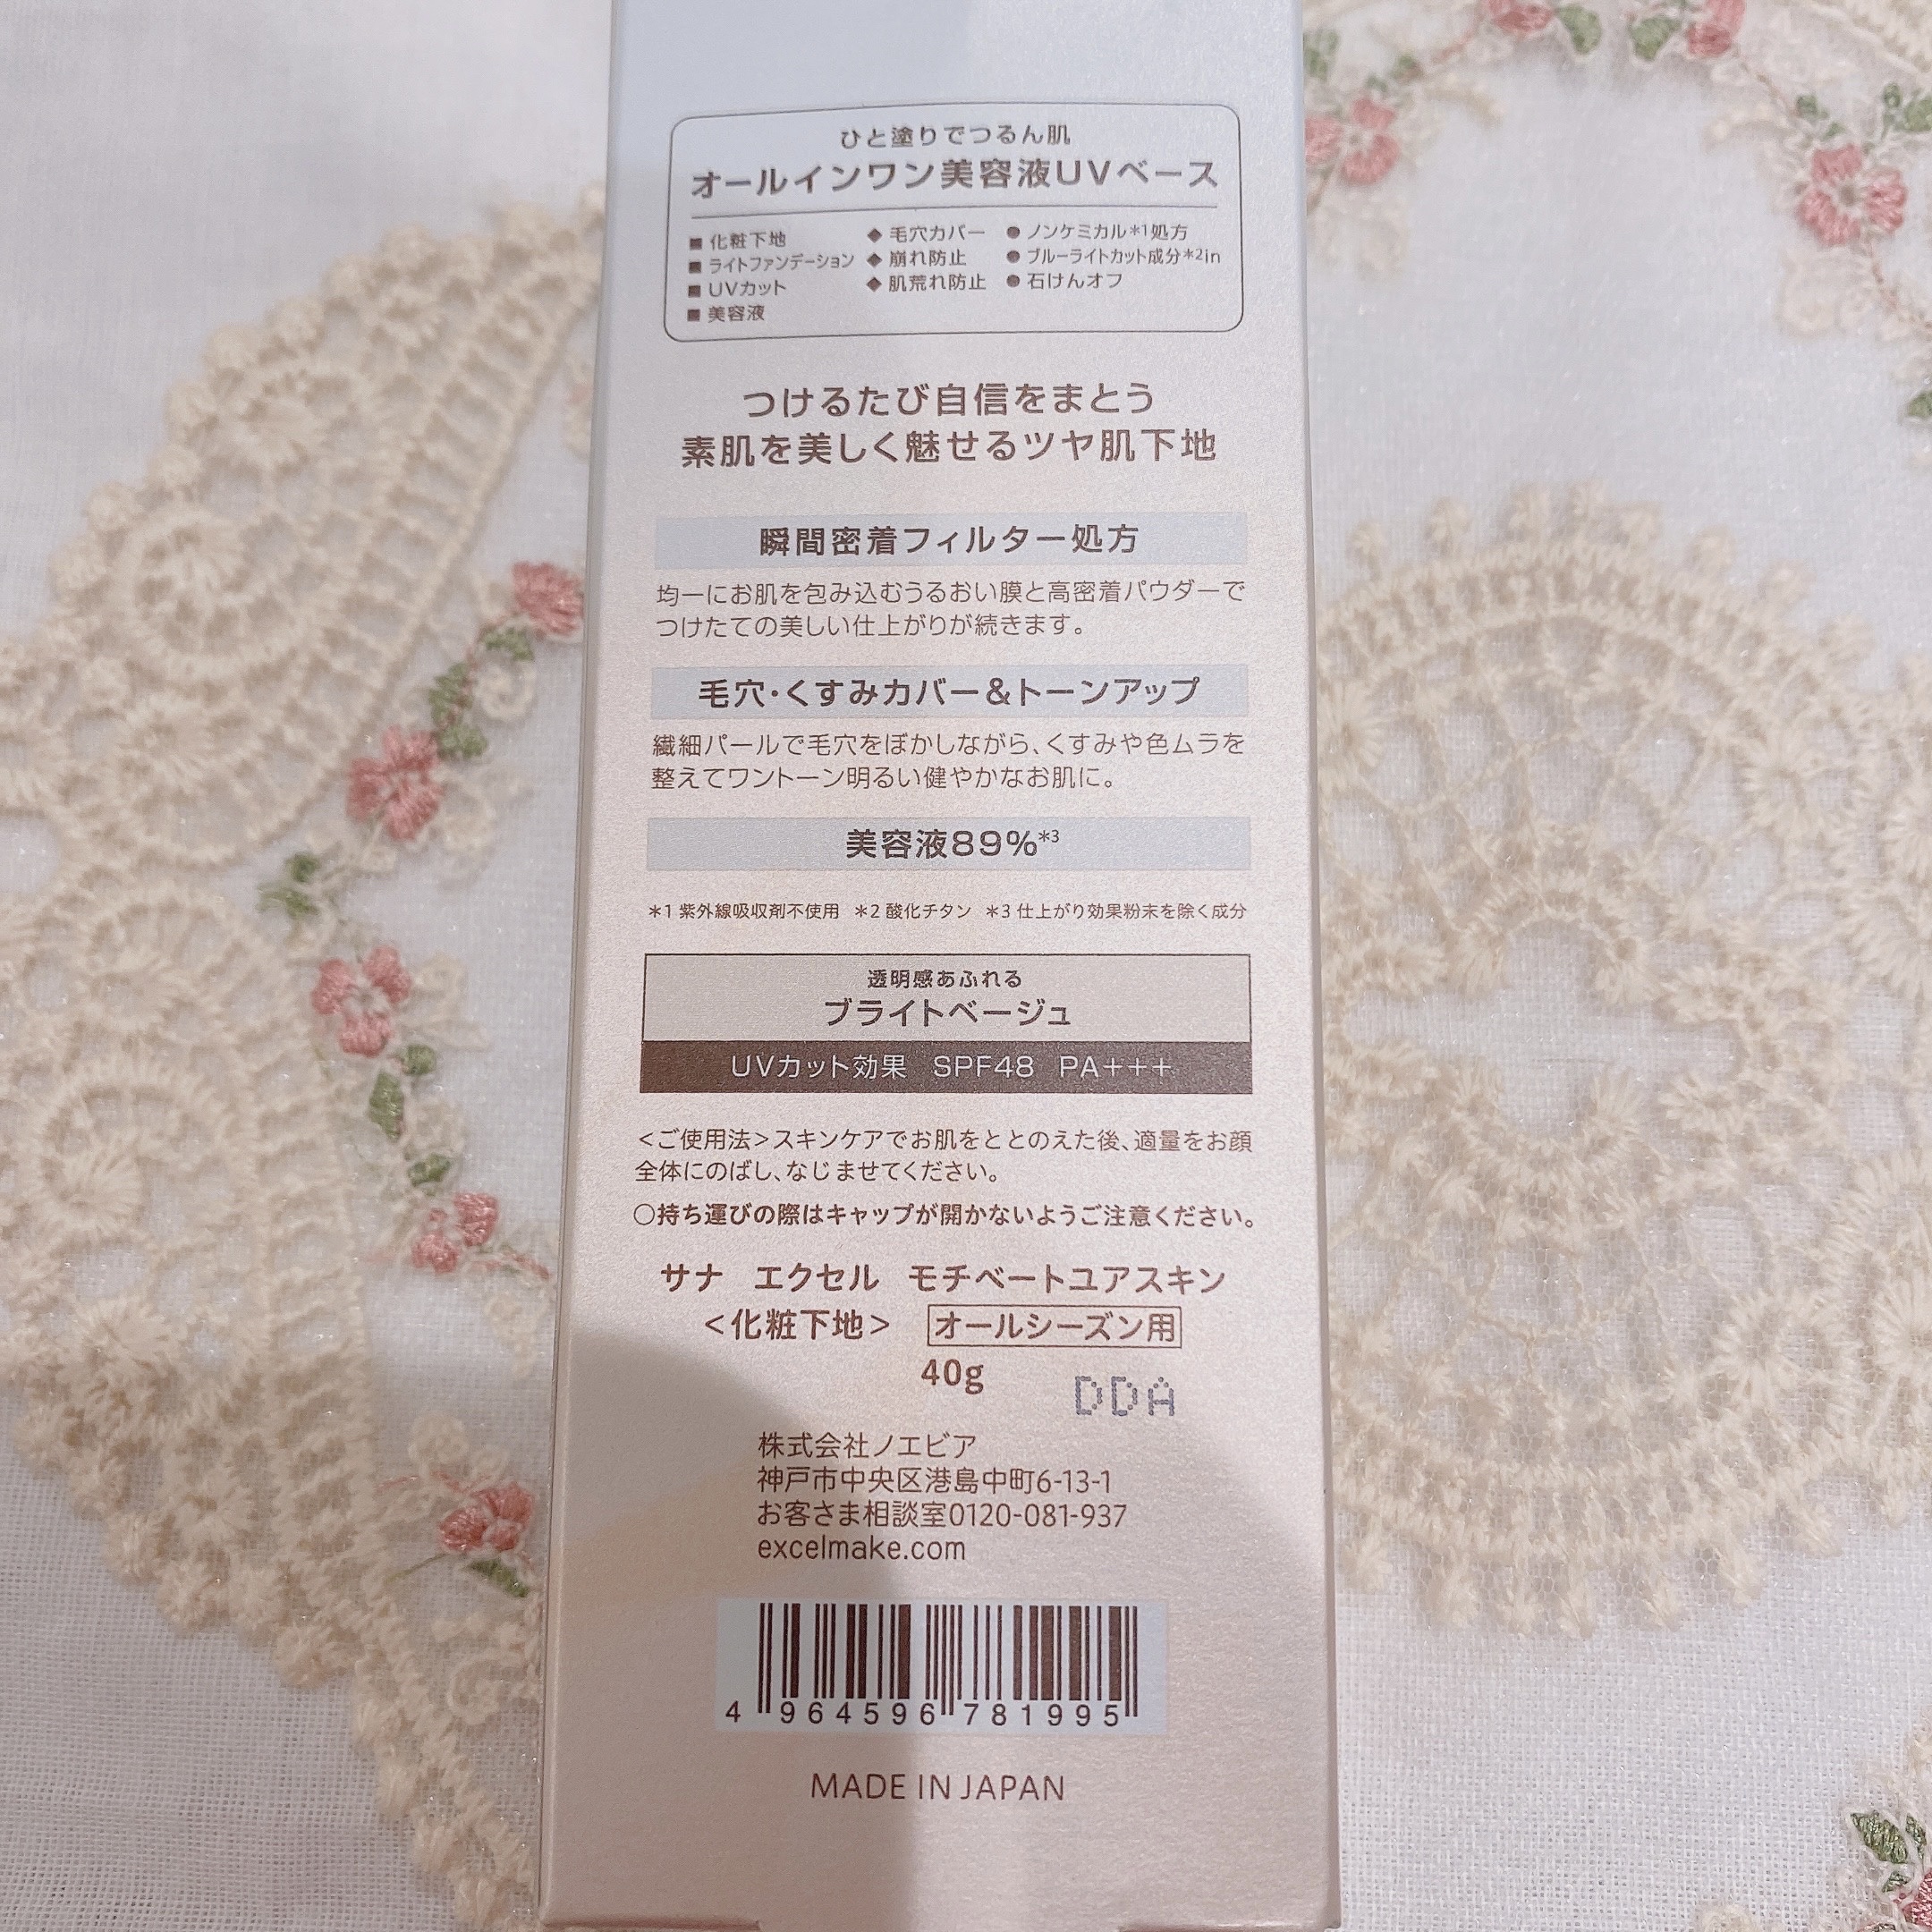 ひと塗りでつるん肌
オールインワン美容液UVベース
■ 化粧下地
■ ライトファンデーション
■ UVカット
■ 美容液
◆ 毛穴カバー
◆ 崩れ防止
◆ 肌荒れ防止
● ノンケミカル*1処方
● ブルーライトカット成分*2in
● 石けんオフ
つけるたび自信をまとう
素肌を美しく魅せるツヤ肌下地
瞬間密着フィルター処方
均一にお肌を包み込むうるおい膜と高密着パウダーで
つけたての美しい仕上がりが続きます。
毛穴・くすみカバー&トーンアップ
繊細パールで毛穴をぼかしながら、くすみや色ムラを
整えてワントーン明るい健やかなお肌に。
美容液89%*3
*1 紫外線吸収剤不使用 *2 酸化チタン *3 仕上がり効果粉末を除く成分
透明感あふれる
ブライトベージュ
UVカット効果 SPF48 PA+++
<ご使用法>スキンケアでお肌をととのえた後、適量をお顔
全体にのばし、なじませてください。
○持ち運びの際はキャップが開かないようご注意ください。
サナ エクセル モチベートユアスキン
<化粧下地> オールシーズン用
40g
DDA
株式会社ノエビア
神戸市中央区港島中町6-13-1
お客さま相談室0120-081-937
excelmake.com
4 964596 781995
MADE IN JAPAN